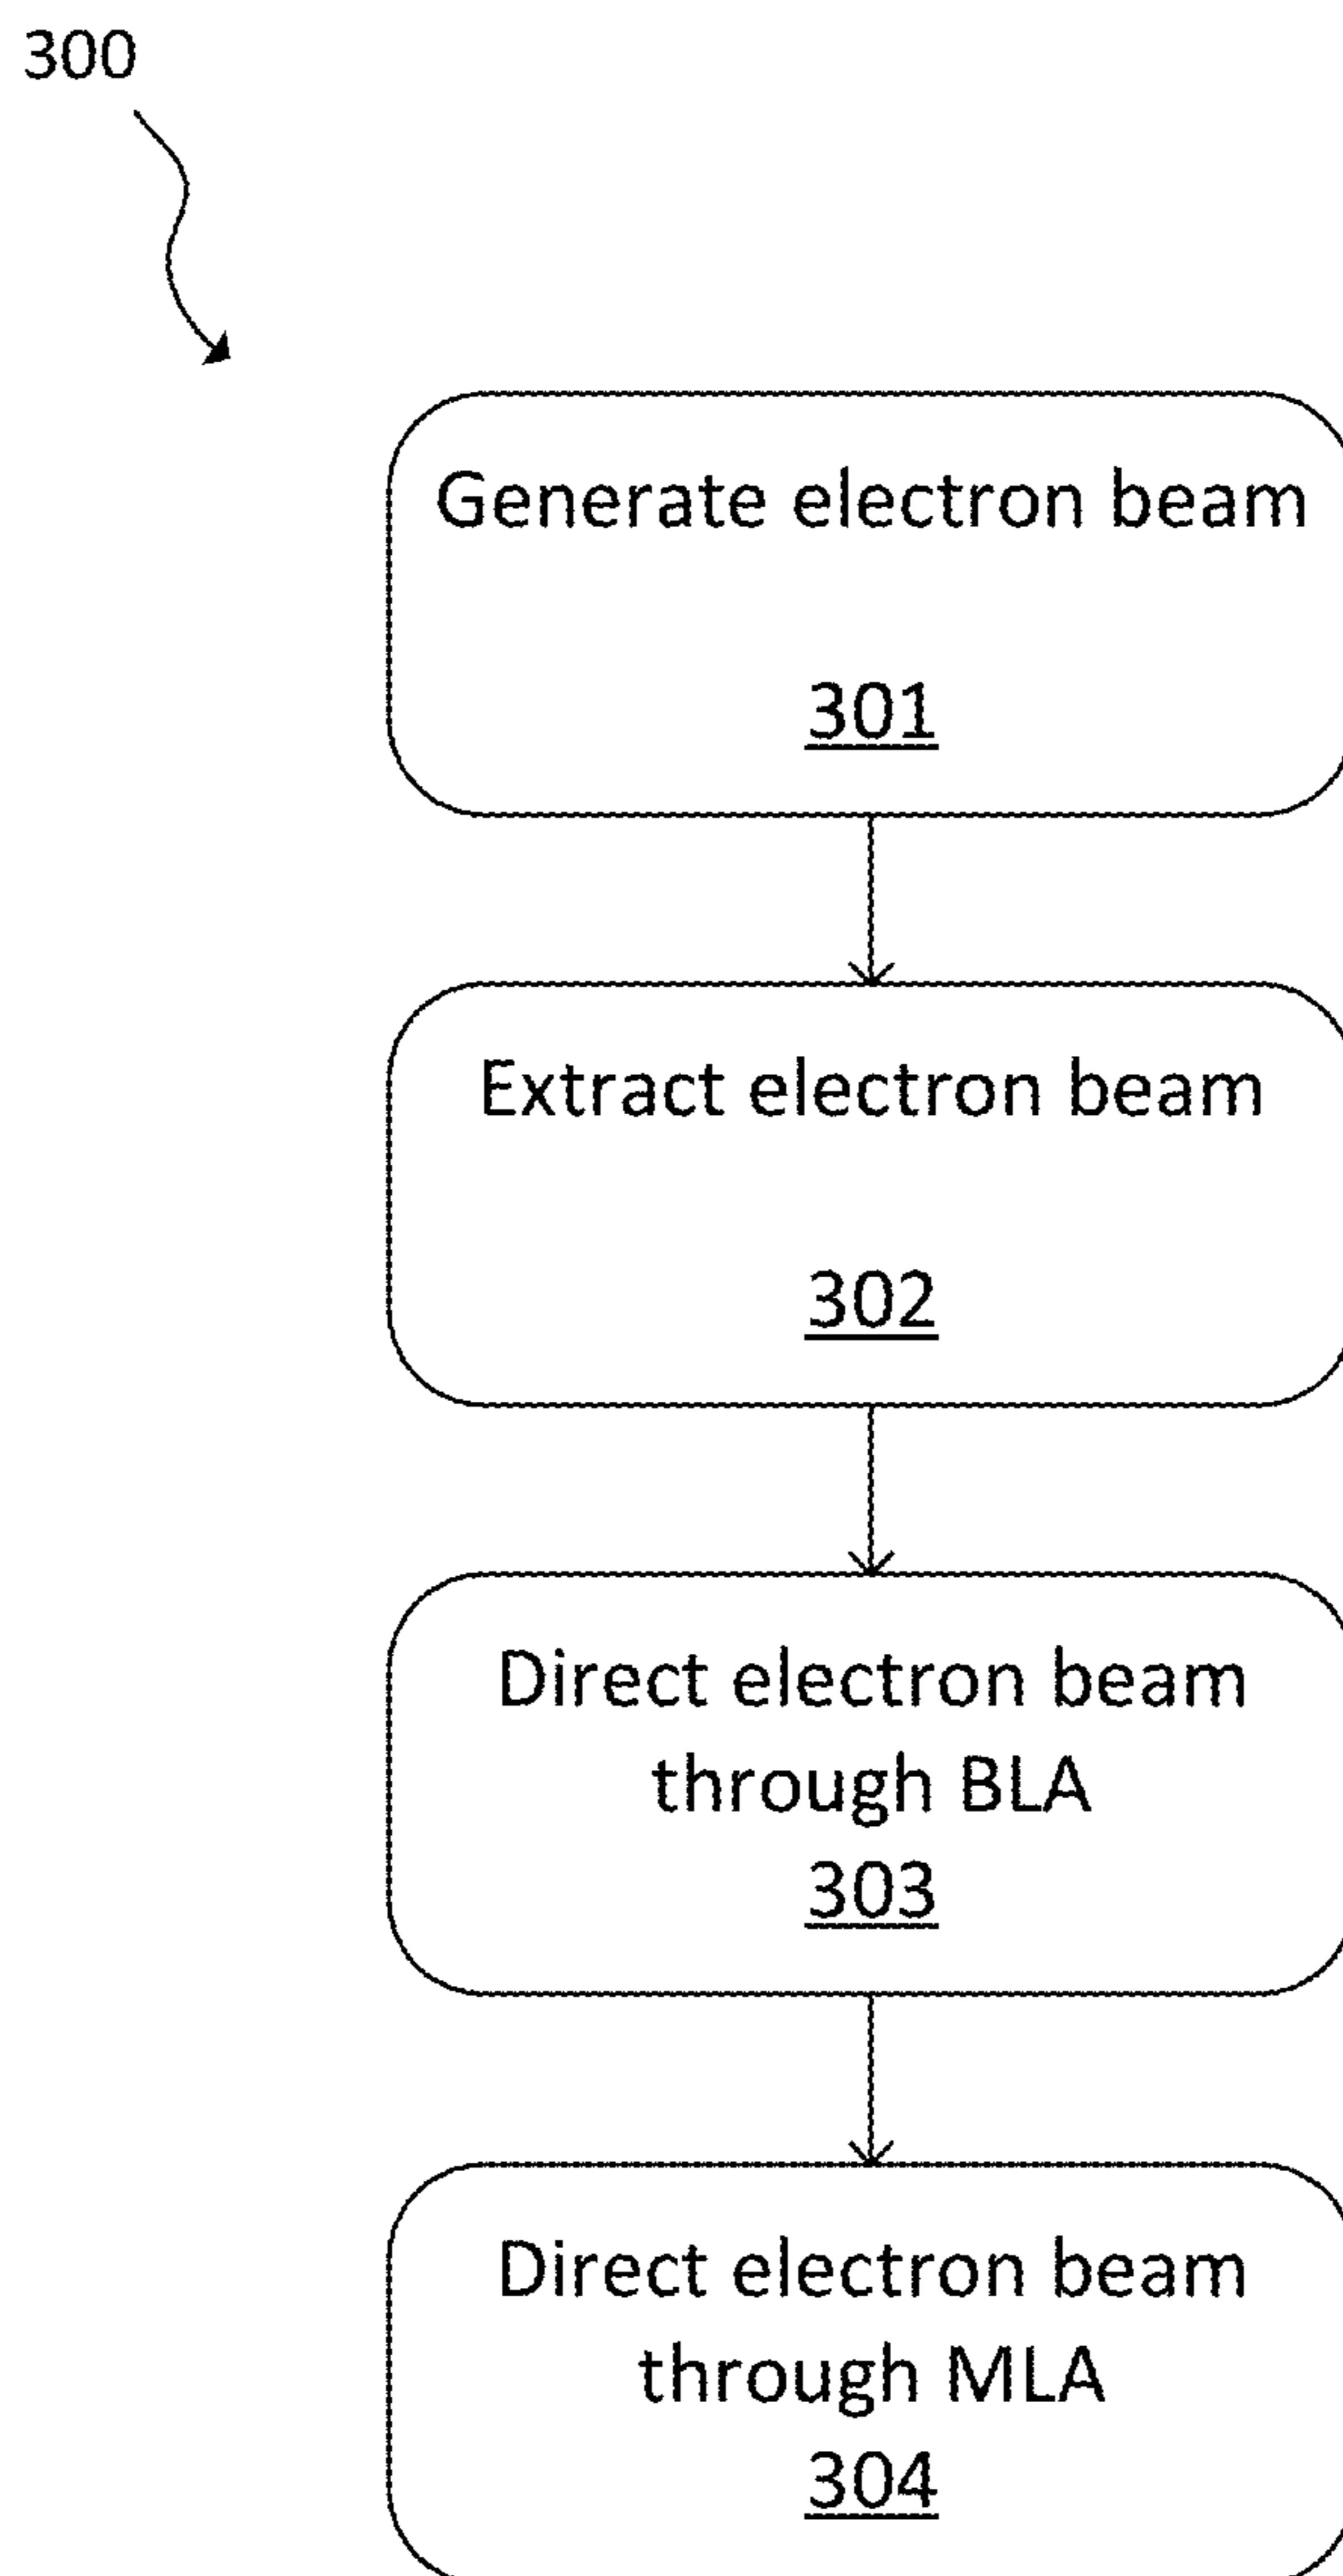 300
Generate electron beam
301
Extract electron beam
302
Direct electron beam
through BLA
303
Direct electron beam
through MLA
304